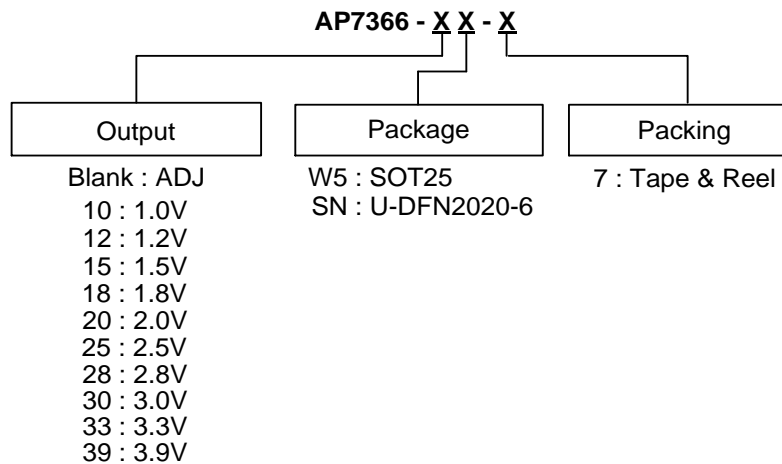 AP7366 - X X - X
Output
Package
Packing
Blank : ADJ
10 : 1.0V
12 : 1.2V
15 : 1.5V
18 : 1.8V
20 : 2.0V
25 : 2.5V
28 : 2.8V
30 : 3.0V
33 : 3.3V
39 : 3.9V
W5 : SOT25
SN : U-DFN2020-6
7 : Tape & Reel